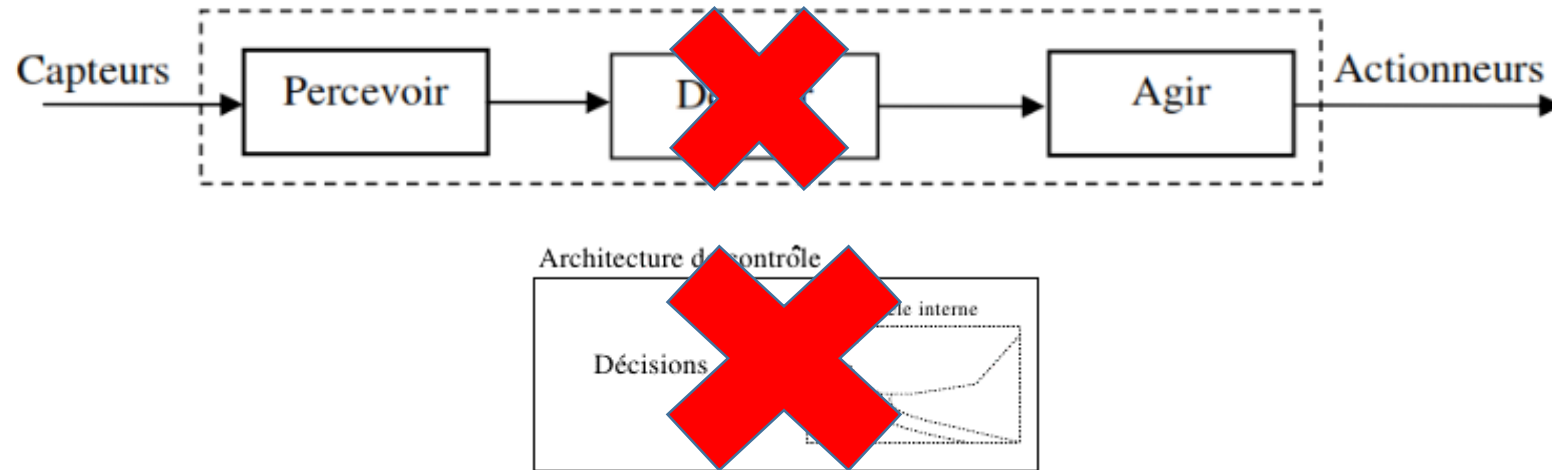 Capteurs
Percevoir
Agir
Actionneurs
Architecture contrôle
interne
Décisions